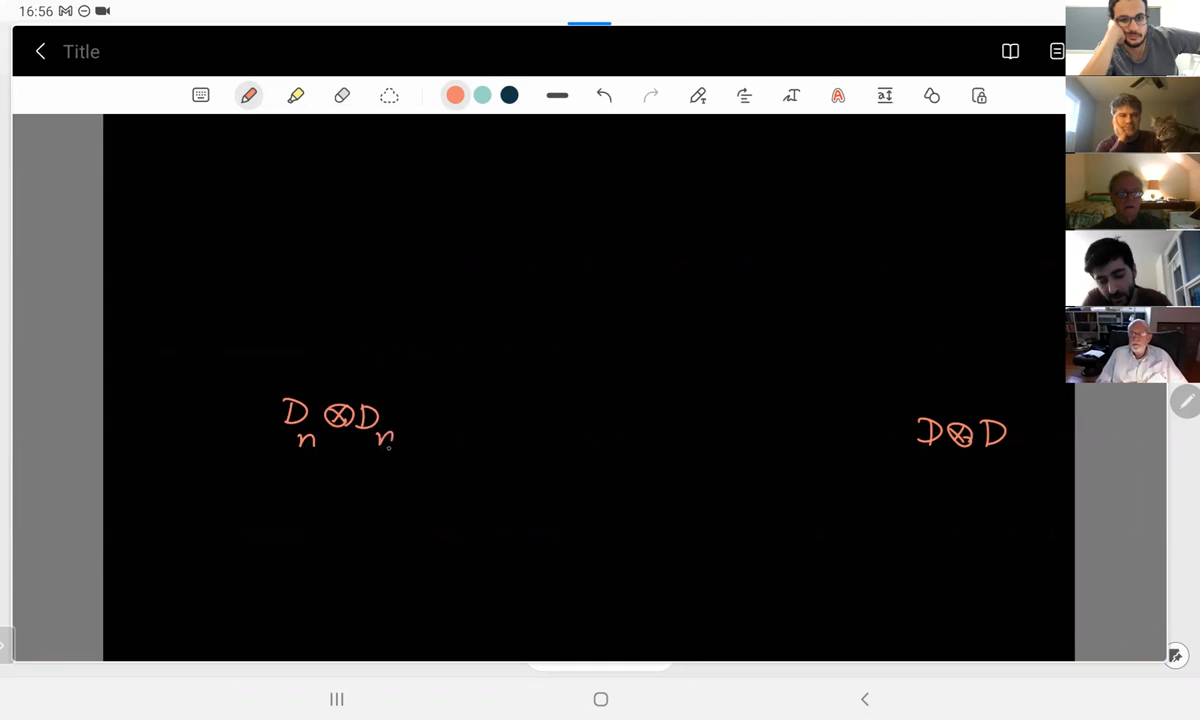 16:56
Title
D_n ⊗ D_n
D ⊗ D